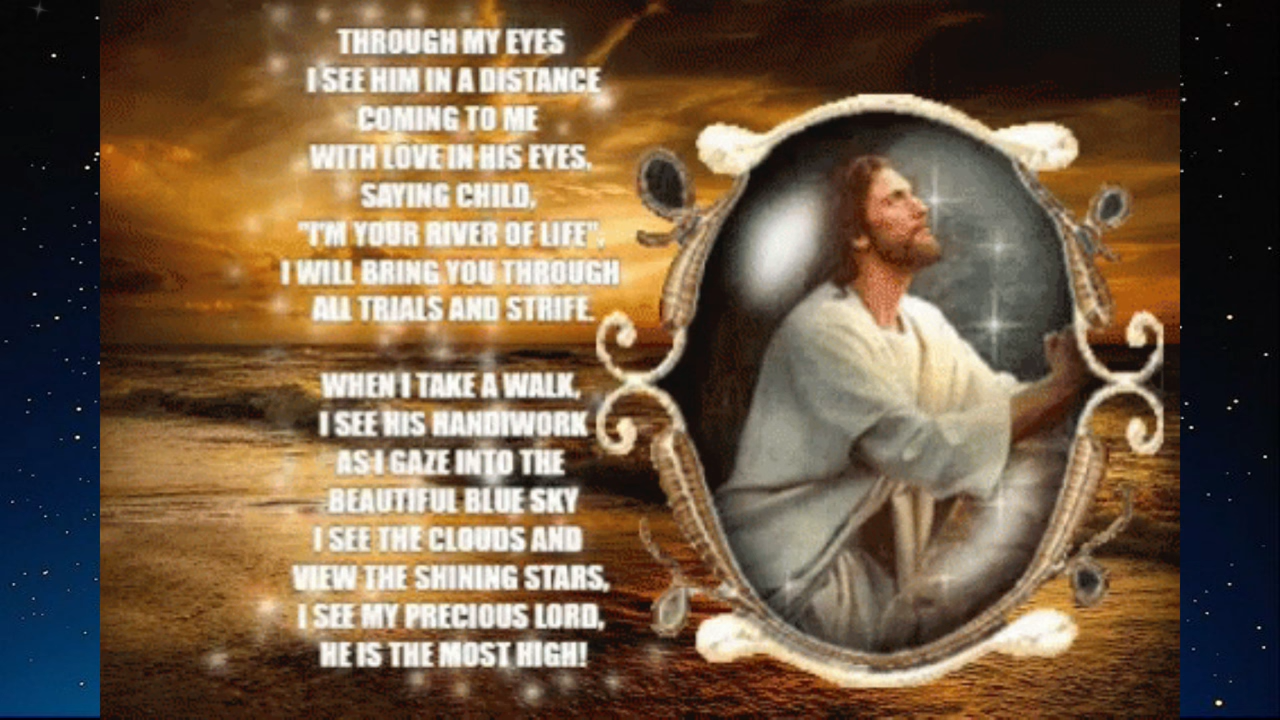 THROUGH MY EYES
I SEE HIM IN A DISTANCE
COMING TO ME
WITH LOVE IN HIS EYES,
SAYING CHILD,
"I'M YOUR RIVER OF LIFE",
I WILL BRING YOU THROUGH
ALL TRIALS AND STRIFE.
WHEN I TAKE A WALK,
I SEE HIS HANDIWORK
AS I GAZE INTO THE
BEAUTIFUL BLUE SKY
I SEE THE CLOUDS AND
VIEW THE SHINING STARS,
I SEE MY PRECIOUS LORD,
HE IS THE MOST HIGH!